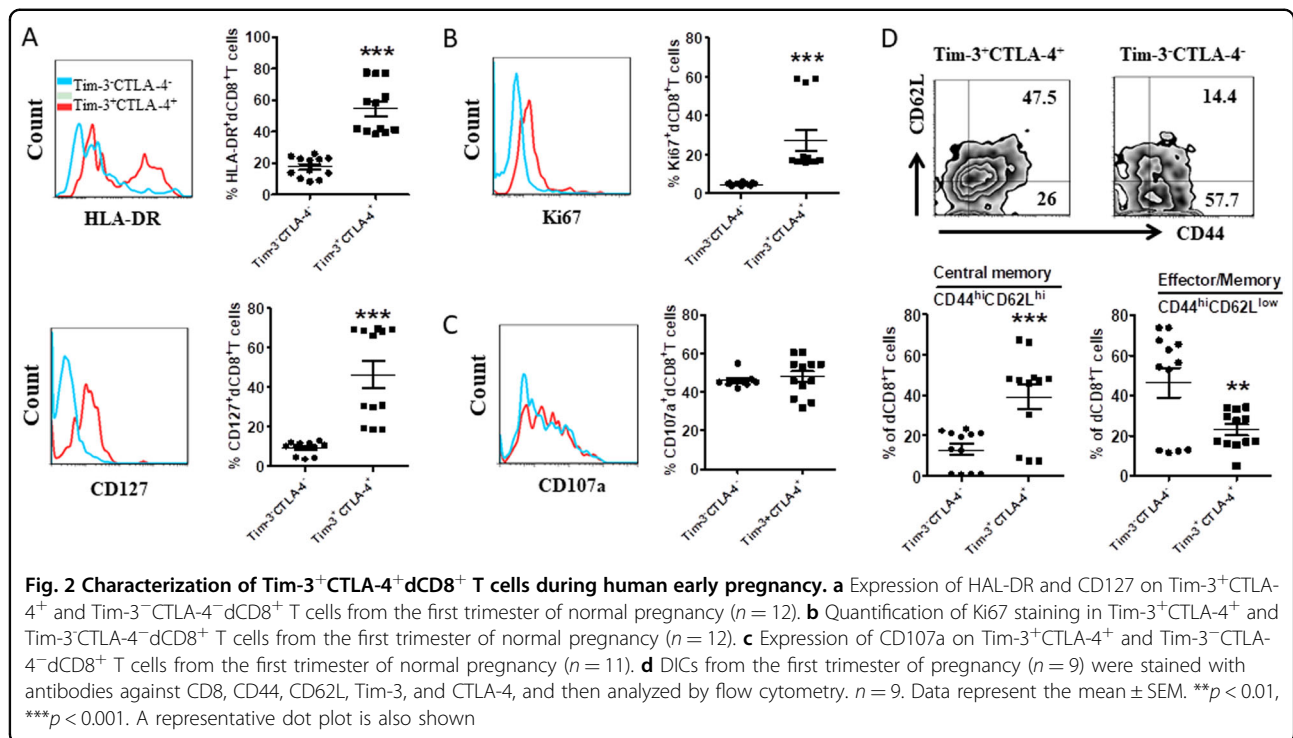 A
Tim-3⁻CTLA-4⁻
Tim-3⁺CTLA-4⁺
Count
HLA-DR
% HLA-DR⁺dCD8⁺T cells
100
80
60
40
20
0
***
Tim-3⁻CTLA-4⁻
Tim-3⁺CTLA-4⁺
B
Count
Ki67
% Ki67⁺dCD8⁺T cells
80
60
40
20
0
***
Tim-3⁻CTLA-4⁻
Tim-3⁺CTLA-4⁺
D
Tim-3⁺CTLA-4⁺
Tim-3⁻CTLA-4⁻
CD62L
47.5
26
14.4
57.7
CD44
Count
CD127
% CD127⁺dCD8⁺T cells
80
60
40
20
0
***
Tim-3⁻CTLA-4⁻
Tim-3⁺CTLA-4⁺
C
Count
CD107a
% CD107a⁺dCD8⁺T cells
80
60
40
20
0
Tim-3⁻CTLA-4⁻
Tim-3+CTLA-4⁺
Central memory
CD44ʰⁱCD62Lʰⁱ
***
% of dCD8⁺T cells
80
60
40
20
0
Tim-3⁻CTLA-4⁻
Tim-3⁺CTLA-4⁺
Effector/Memory
CD44ʰⁱCD62Lˡᵒʷ
**
% of dCD8⁺T cells
80
60
40
20
0
Tim-3⁻CTLA-4⁻
Tim-3⁺CTLA-4⁺
Fig. 2 Characterization of Tim-3⁺CTLA-4⁺dCD8⁺ T cells during human early pregnancy. a Expression of HAL-DR and CD127 on Tim-3⁺CTLA-
4⁺ and Tim-3⁻CTLA-4⁻dCD8⁺ T cells from the first trimester of normal pregnancy (n = 12). b Quantification of Ki67 staining in Tim-3⁺CTLA-4⁺ and
Tim-3⁻CTLA-4⁻dCD8⁺ T cells from the first trimester of normal pregnancy (n = 12). c Expression of CD107a on Tim-3⁺CTLA-4⁺ and Tim-3⁻CTLA-
4⁻dCD8⁺ T cells from the first trimester of normal pregnancy (n = 11). d DICs from the first trimester of pregnancy (n = 9) were stained with
antibodies against CD8, CD44, CD62L, Tim-3, and CTLA-4, and then analyzed by flow cytometry. n = 9. Data represent the mean ± SEM. **p < 0.01,
***p < 0.001. A representative dot plot is also shown